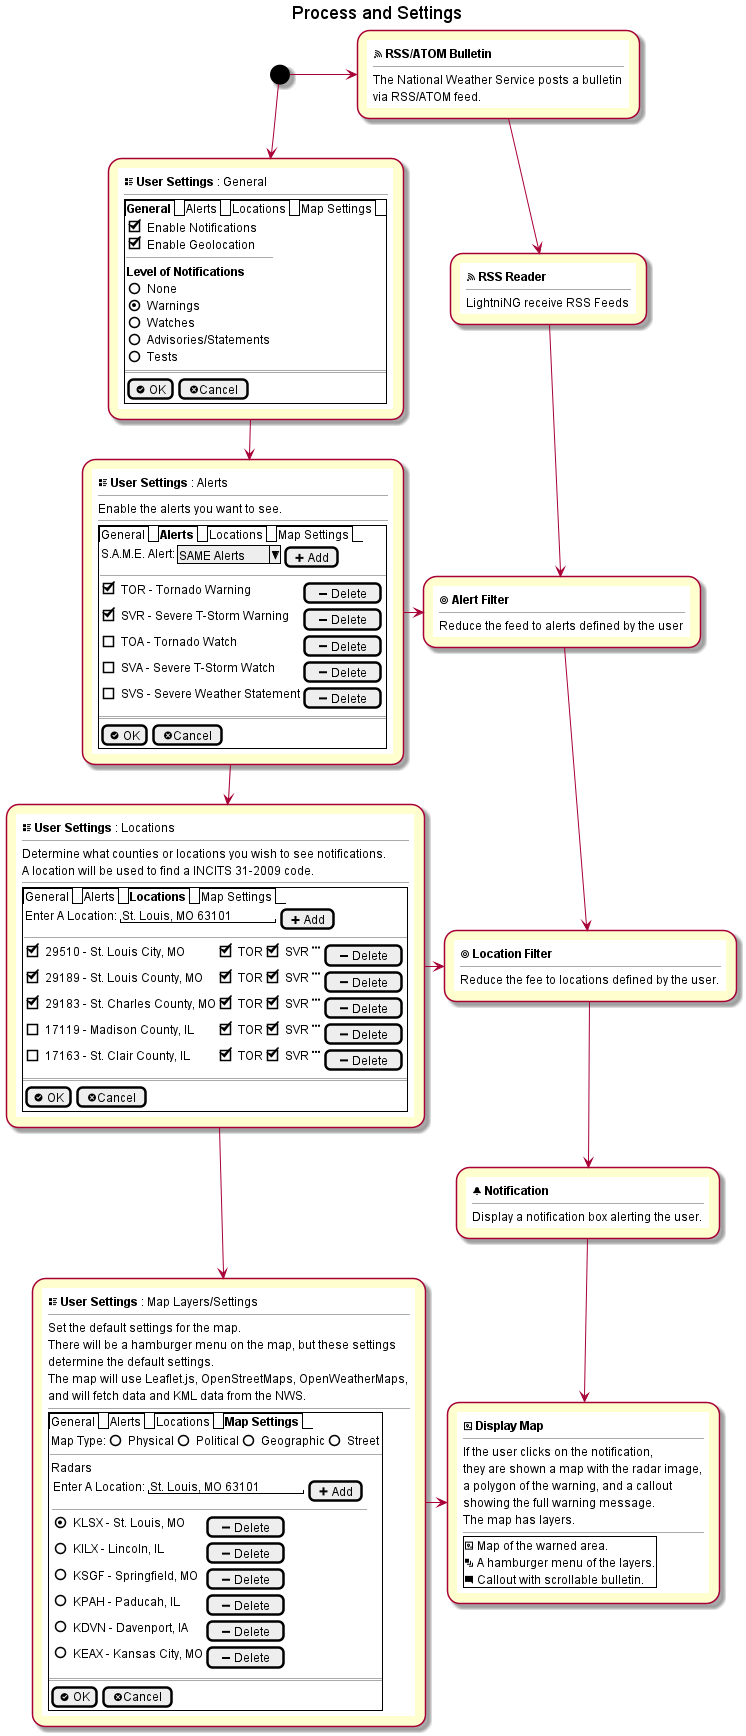 Process and Settings
RSS/ATOM Bulletin
The National Weather Service posts a bulletin
via RSS/ATOM feed.
User Settings : General
General Alerts Locations Map Settings
Enable Notifications
Enable Geolocation
Level of Notifications
None
Warnings
Watches
Advisories/Statements
Tests
OK Cancel
RSS Reader
LightniNG receive RSS Feeds
User Settings : Alerts
Enable the alerts you want to see.
General Alerts Locations Map Settings
S.A.M.E. Alert: SAME Alerts + Add
TOR - Tornado Warning - Delete
SVR - Severe T-Storm Warning - Delete
TOA - Tornado Watch - Delete
SVA - Severe T-Storm Watch - Delete
SVS - Severe Weather Statement - Delete
OK Cancel
Alert Filter
Reduce the feed to alerts defined by the user
User Settings : Locations
Determine what counties or locations you wish to see notifications.
A location will be used to find a INCITS 31-2009 code.
General Alerts Locations Map Settings
Enter A Location: St. Louis, MO 63101 + Add
29510 - St. Louis City, MO TOR SVR ... - Delete
29189 - St. Louis County, MO TOR SVR ... - Delete
29183 - St. Charles County, MO TOR SVR ... - Delete
17119 - Madison County, IL TOR SVR ... - Delete
17163 - St. Clair County, IL TOR SVR ... - Delete
OK Cancel
Location Filter
Reduce the fee to locations defined by the user.
Notification
Display a notification box alerting the user.
User Settings : Map Layers/Settings
Set the default settings for the map.
There will be a hamburger menu on the map, but these settings
determine the default settings.
The map will use Leaflet.js, OpenStreetMaps, OpenWeatherMaps,
and will fetch data and KML data from the NWS.
General Alerts Locations Map Settings
Map Type: Physical Political Geographic Street
Radars
Enter A Location: St. Louis, MO 63101 + Add
KLSX - St. Louis, MO - Delete
KILX - Lincoln, IL - Delete
KSGF - Springfield, MO - Delete
KPAH - Paducah, IL - Delete
KDVN - Davenport, IA - Delete
KEAX - Kansas City, MO - Delete
OK Cancel
Display Map
If the user clicks on the notification,
they are shown a map with the radar image,
a polygon of the warning, and a callout
showing the full warning message.
The map has layers.
Map of the warned area.
A hamburger menu of the layers.
Callout with scrollable bulletin.